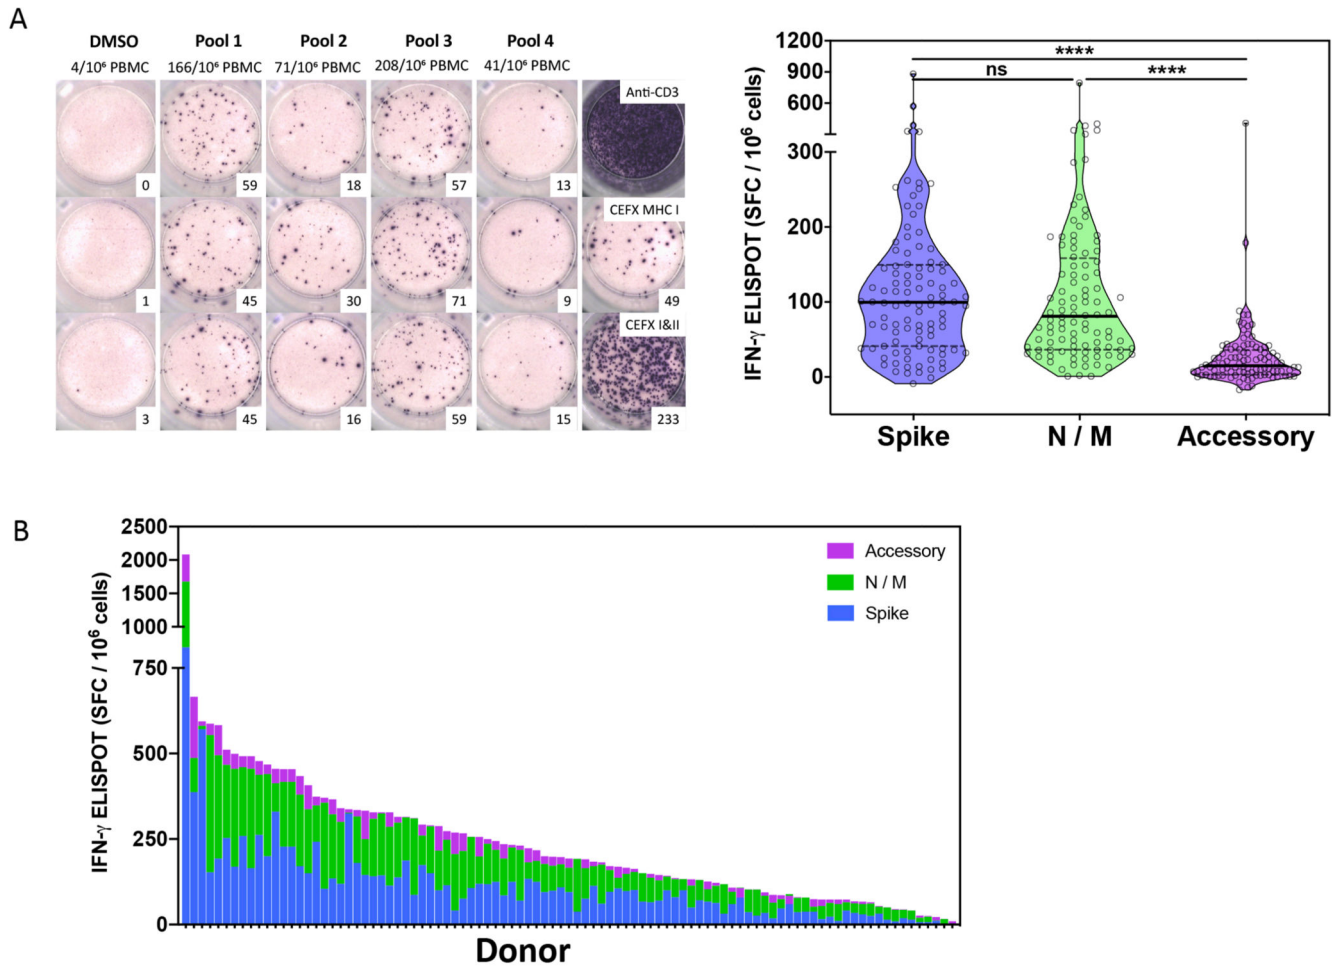 A
DMSO Pool 1 Pool 2 Pool 3 Pool 4
4/10⁶ PBMC 166/10⁶ PBMC 71/10⁶ PBMC 208/10⁶ PBMC 41/10⁶ PBMC
Anti-CD3
0 59 18 57 13
CEFX MHC I
1 45 30 71 9 49
CEFX I&II
3 45 16 59 15 233
IFN-γ ELISPOT (SFC / 10⁶ cells)
1200
900
600
300
200
100
0
****
ns ****
Spike N / M Accessory
B
IFN-γ ELISPOT (SFC / 10⁶ cells)
2500
2000
1500
1000
750
500
250
0
Accessory
N / M
Spike
Donor